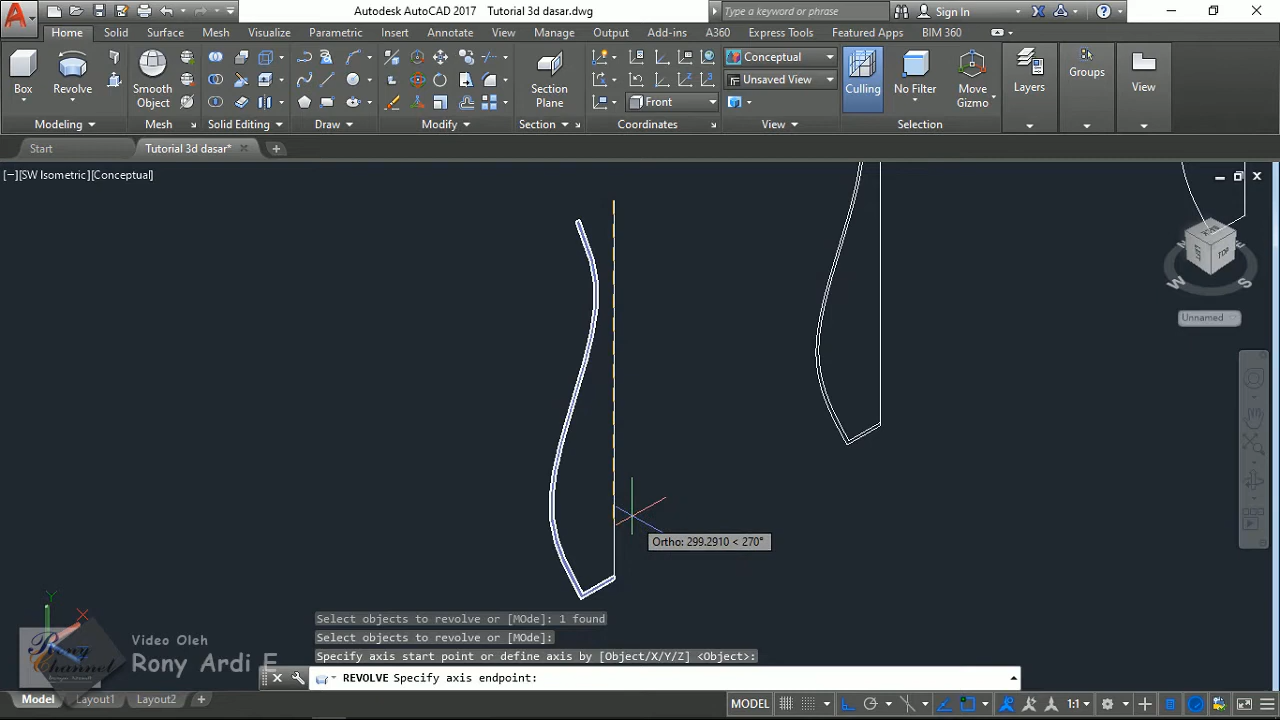 Autodesk AutoCAD 2017 Tutorial 3d dasar.dwg
Type a keyword or phrase
Sign In
Home Solid Surface Mesh Visualize Parametric Insert Annotate View Manage Output Add-ins A360 Express Tools Featured Apps BIM 360
Box
Revolve
Smooth
Object
Section
Plane
Front
Conceptual
Unsaved View
Culling
No Filter
Move
Gizmo
Layers
Groups
View
Modeling
Mesh
Solid Editing
Draw
Modify
Section
Coordinates
View
Selection
Start
Tutorial 3d dasar*
[−][SW Isometric][Conceptual]
TOP
W
S
Unnamed
Ortho: 299.2910 < 270°
Y
X
Select objects to revolve or [MOde]: 1 found
Select objects to revolve or [MOde]:
Specify axis start point or define axis by [Object/X/Y/Z] <Object>:
REVOLVE Specify axis endpoint:
Rony
Channel
Video Oleh
Rony Ardi E
Model Layout1 Layout2
MODEL
1:1